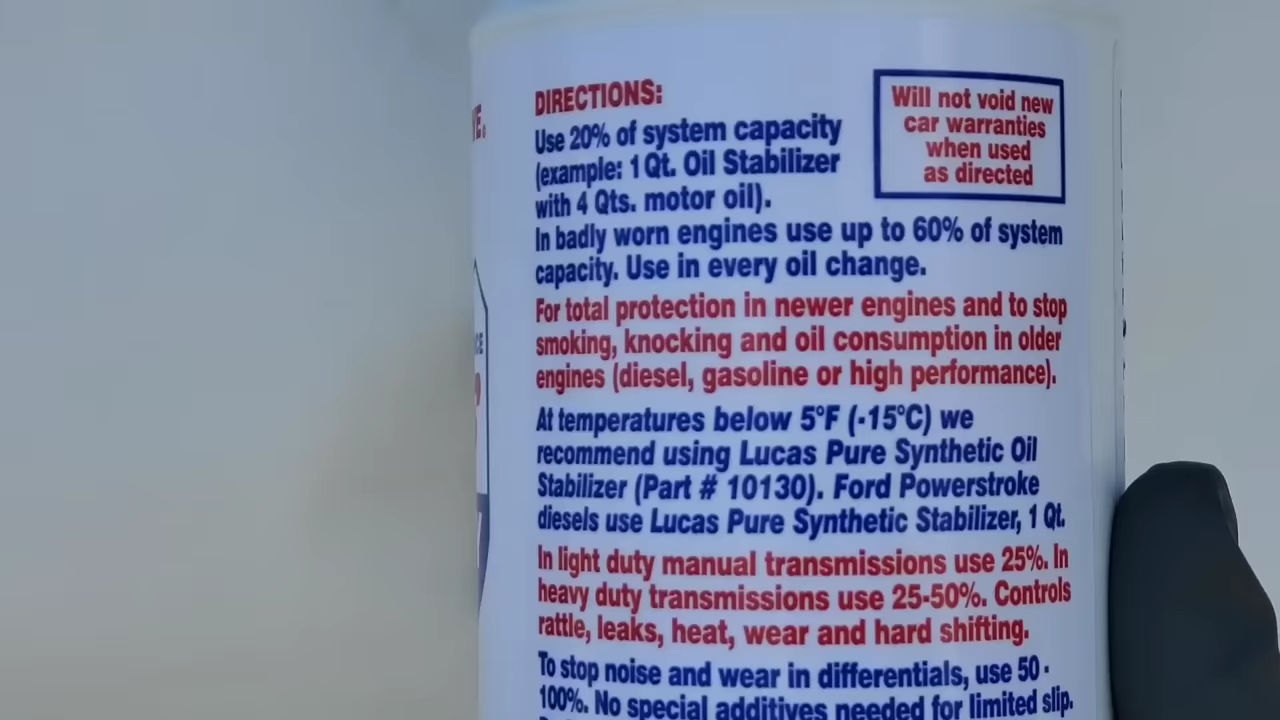 DIRECTIONS:
Use 20% of system capacity
(example: 1 Qt. Oil Stabilizer
with 4 Qts. motor oil).
Will not void new
car warranties
when used
as directed
In badly worn engines use up to 60% of system
capacity. Use in every oil change.
For total protection in newer engines and to stop
smoking, knocking and oil consumption in older
engines (diesel, gasoline or high performance).
At temperatures below 5°F (-15°C) we
recommend using Lucas Pure Synthetic Oil
Stabilizer (Part # 10130). Ford Powerstroke
diesels use Lucas Pure Synthetic Stabilizer, 1 Qt.
In light duty manual transmissions use 25%. In
heavy duty transmissions use 25-50%. Controls
rattle, leaks, heat, wear and hard shifting.
To stop noise and wear in differentials, use 50 -
100%. No special additives needed for limited slip.